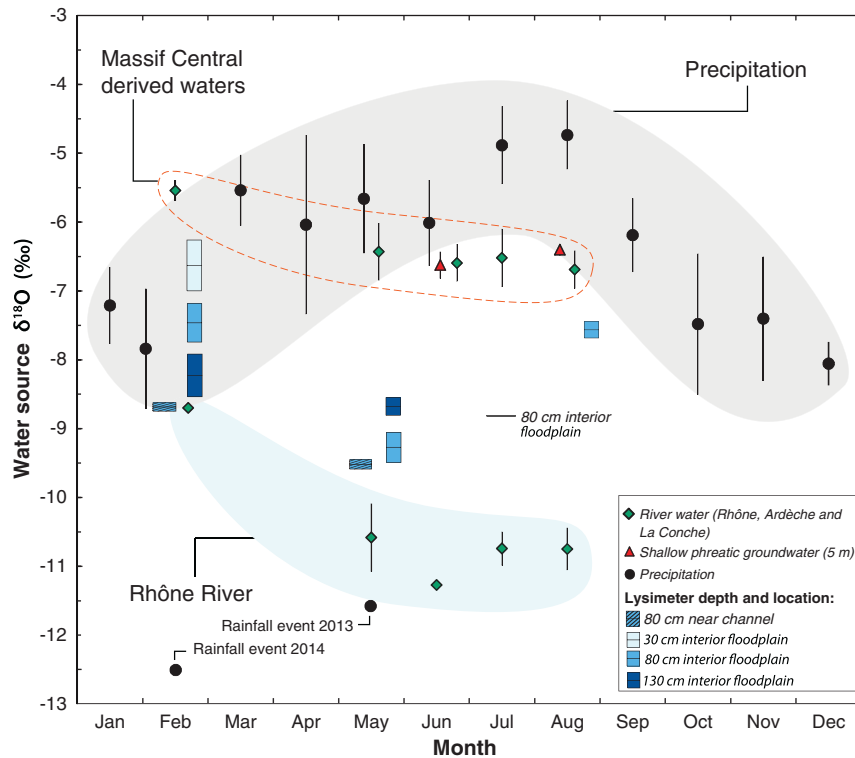 -3
-4
-5
-6
-7
-8
-9
-10
-11
-12
-13
Water source δ18O (‰)
Massif Central
derived waters
Precipitation
80 cm interior
floodplain
Rhône River
Rainfall event 2013
Rainfall event 2014
River water (Rhône, Ardèche and
La Conche)
Shallow phreatic groundwater (5 m)
Precipitation
Lysimeter depth and location:
80 cm near channel
30 cm interior floodplain
80 cm interior floodplain
130 cm interior floodplain
Jan Feb Mar Apr May Jun Jul Aug Sep Oct Nov Dec
Month